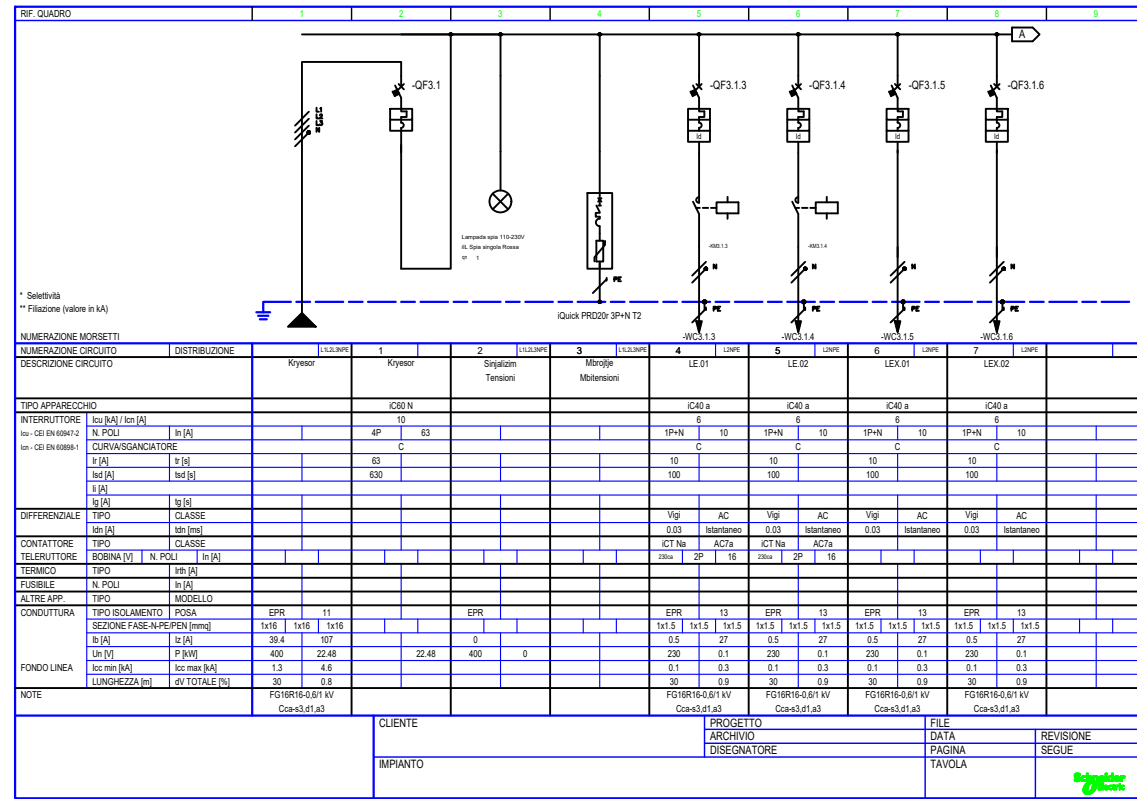 RIF. QUADRO 1 2 3 4 5 6 7 8 9
A
-QF3.1 -QF3.1.3 -QF3.1.4 -QF3.1.5 -QF3.1.6
Id Id Id Id
Lampada spia 110-230V
iIL Spia singola Rossa
1
-KM3.1.3 -KM3.1.4
N N N N
PE
* Selettività
** Filiazione (valore in kA)
PE PE PE PE
iQuick PRD20r 3P+N T2
NUMERAZIONE MORSETTI -WC3.1.3 -WC3.1.4 -WC3.1.5 -WC3.1.6
NUMERAZIONE CIRCUITO DISTRIBUZIONE L1L2L3NPE 1 2 L1L2L3NPE 3 L1L2L3NPE 4 L2NPE 5 L2NPE 6 L2NPE 7 L2NPE
DESCRIZIONE CIRCUITO Kryesor Kryesor Sinjalizim Mbrojtje LE.01 LE.02 LEX.01 LEX.02
Tensioni Mbitensioni
TIPO APPARECCHIO iC60 N iC40 a iC40 a iC40 a iC40 a
INTERRUTTORE Icu [kA] / Icn [A] 10 6 6 6 6
Icu - CEI EN 60947-2 N. POLI In [A] 4P 63 1P+N 10 1P+N 10 1P+N 10 1P+N 10
Icn - CEI EN 60898-1 CURVA/SGANCIATORE C C C C C
Ir [A] tr [s] 63 10 10 10 10
Isd [A] tsd [s] 630 100 100 100 100
Ii [A]
Ig [A] tg [s]
DIFFERENZIALE TIPO CLASSE Vigi AC Vigi AC Vigi AC Vigi AC
Idn [A] tdn [ms] 0.03 Istantaneo 0.03 Istantaneo 0.03 Istantaneo 0.03 Istantaneo
CONTATTORE TIPO CLASSE iCT Na AC7a iCT Na AC7a
TELERUTTORE BOBINA [V] N. POLI In [A] 230ca 2P 16 230ca 2P 16
TERMICO TIPO Irth [A]
FUSIBILE N. POLI In [A]
ALTRE APP. TIPO MODELLO
CONDUTTURA TIPO ISOLAMENTO POSA EPR 11 EPR EPR 13 EPR 13 EPR 13 EPR 13
SEZIONE FASE-N-PE/PEN [mmq] 1x16 1x16 1x16 1x1.5 1x1.5 1x1.5 1x1.5 1x1.5 1x1.5 1x1.5 1x1.5 1x1.5 1x1.5 1x1.5 1x1.5
Ib [A] Iz [A] 39.4 107 0 0.5 27 0.5 27 0.5 27 0.5 27
Un [V] P [kW] 400 22.48 22.48 400 0 230 0.1 230 0.1 230 0.1 230 0.1
FONDO LINEA Icc min [kA] Icc max [kA] 1.3 4.6 0.1 0.3 0.1 0.3 0.1 0.3 0.1 0.3
LUNGHEZZA [m] dV TOTALE [%] 30 0.8 30 0.9 30 0.9 30 0.9 30 0.9
NOTE FG16R16-0,6/1 kV FG16R16-0,6/1 kV FG16R16-0,6/1 kV FG16R16-0,6/1 kV FG16R16-0,6/1 kV
Cca-s3,d1,a3 Cca-s3,d1,a3 Cca-s3,d1,a3 Cca-s3,d1,a3 Cca-s3,d1,a3
CLIENTE PROGETTO FILE
ARCHIVIO DATA REVISIONE
DISEGNATORE PAGINA SEGUE
IMPIANTO TAVOLA
Schneider
Electric